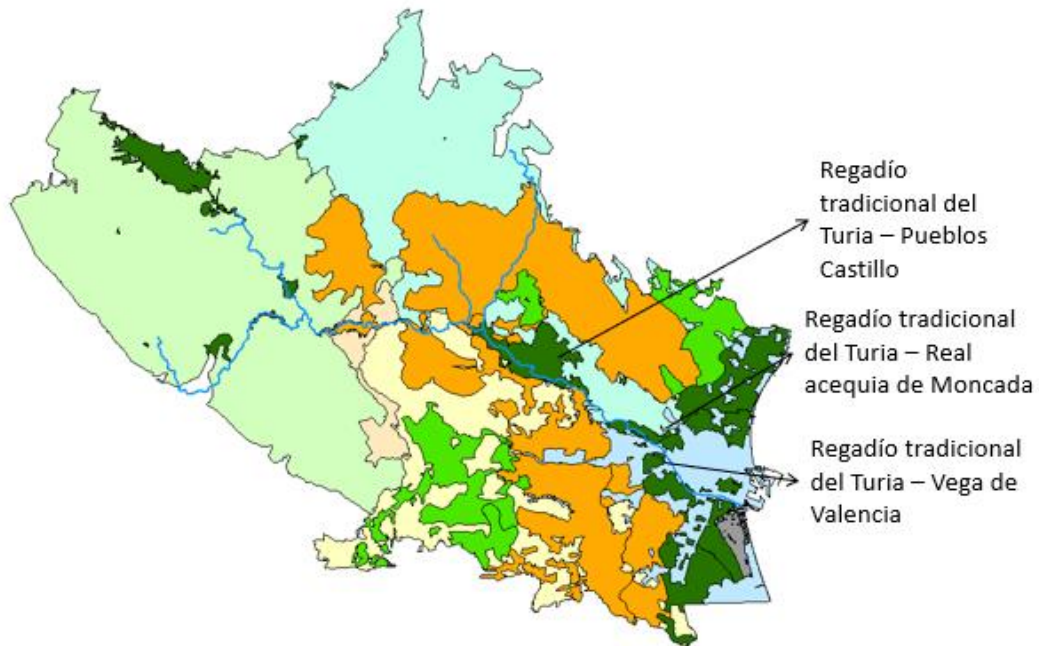 Regadío
tradicional del
Turia – Pueblos
Castillo
Regadío tradicional
del Turia – Real
acequia de Moncada
Regadío tradicional
del Turia – Vega de
Valencia